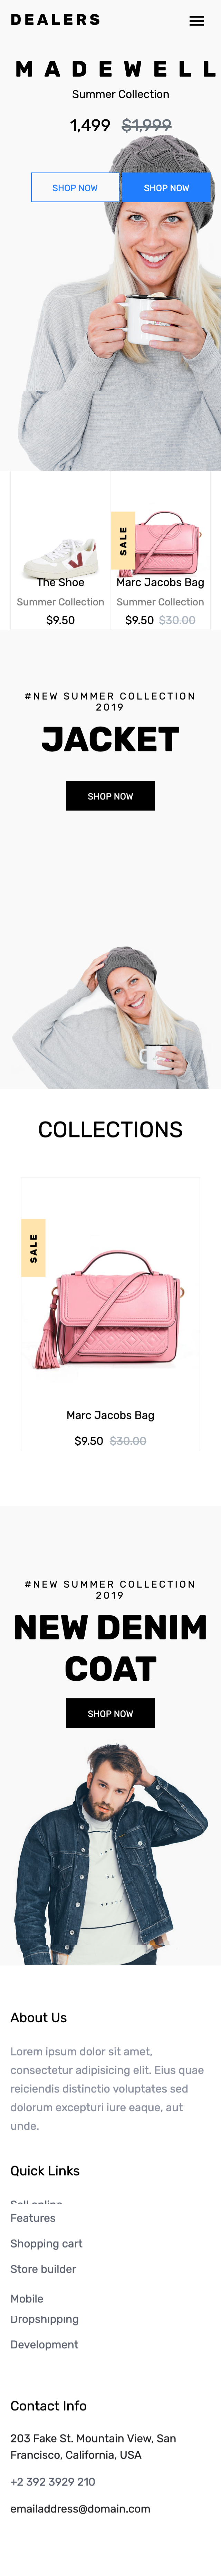 DEALERS
MADEWELL
Summer Collection
1,499 $1,999
SHOP NOW SHOP NOW
SALE
The Shoe
Summer Collection
$9.50
Marc Jacobs Bag
Summer Collection
$9.50 $30.00
#NEW SUMMER COLLECTION
2019
JACKET
SHOP NOW
COLLECTIONS
SALE
Marc Jacobs Bag
$9.50 $30.00
#NEW SUMMER COLLECTION
2019
NEW DENIM
COAT
SHOP NOW
About Us
Lorem ipsum dolor sit amet,
consectetur adipisicing elit. Eius quae
reiciendis distinctio voluptates sed
dolorum excepturi iure eaque, aut
unde.
Quick Links
Sell online
Features
Shopping cart
Store builder
Mobile
Dropshipping
Development
Contact Info
203 Fake St. Mountain View, San
Francisco, California, USA
+2 392 3929 210
emailaddress@domain.com